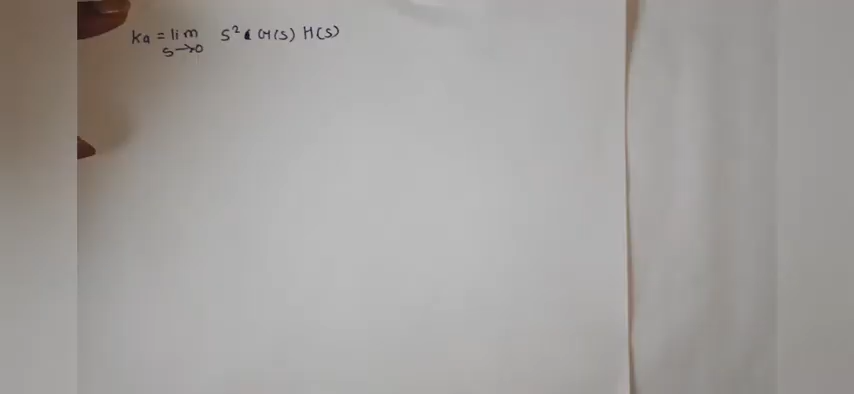 ka = lim S² G(s) H(s)
s→0